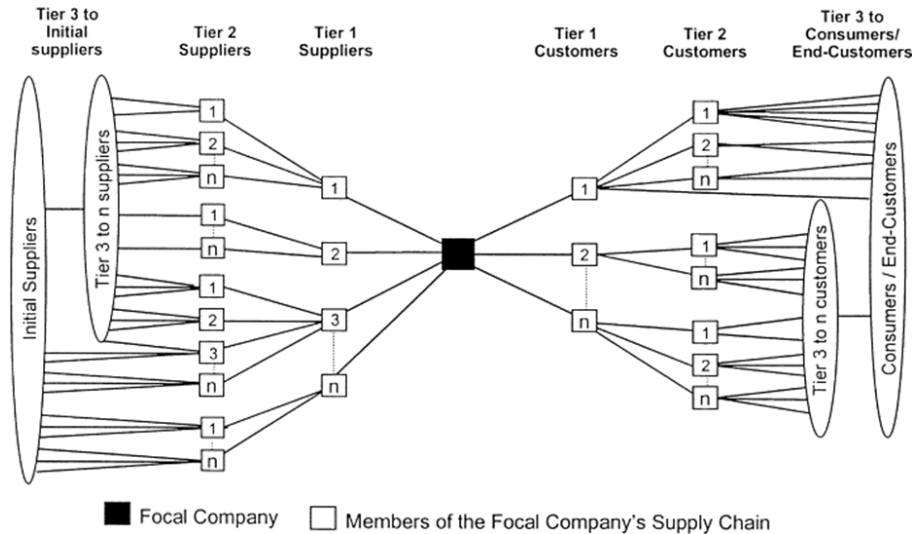 Tier 3 to
Initial
suppliers
Tier 2
Suppliers
Tier 1
Suppliers
Tier 1
Customers
Tier 2
Customers
Tier 3 to
Consumers/
End-Customers
Initial Suppliers
Tier 3 to n suppliers
1
2
n
1
n
1
2
3
n
1
n
1
2
3
n
1
2
n
1
2
n
1
n
1
2
n
Tier 3 to n customers
Consumers / End-Customers
Focal Company
Members of the Focal Company's Supply Chain